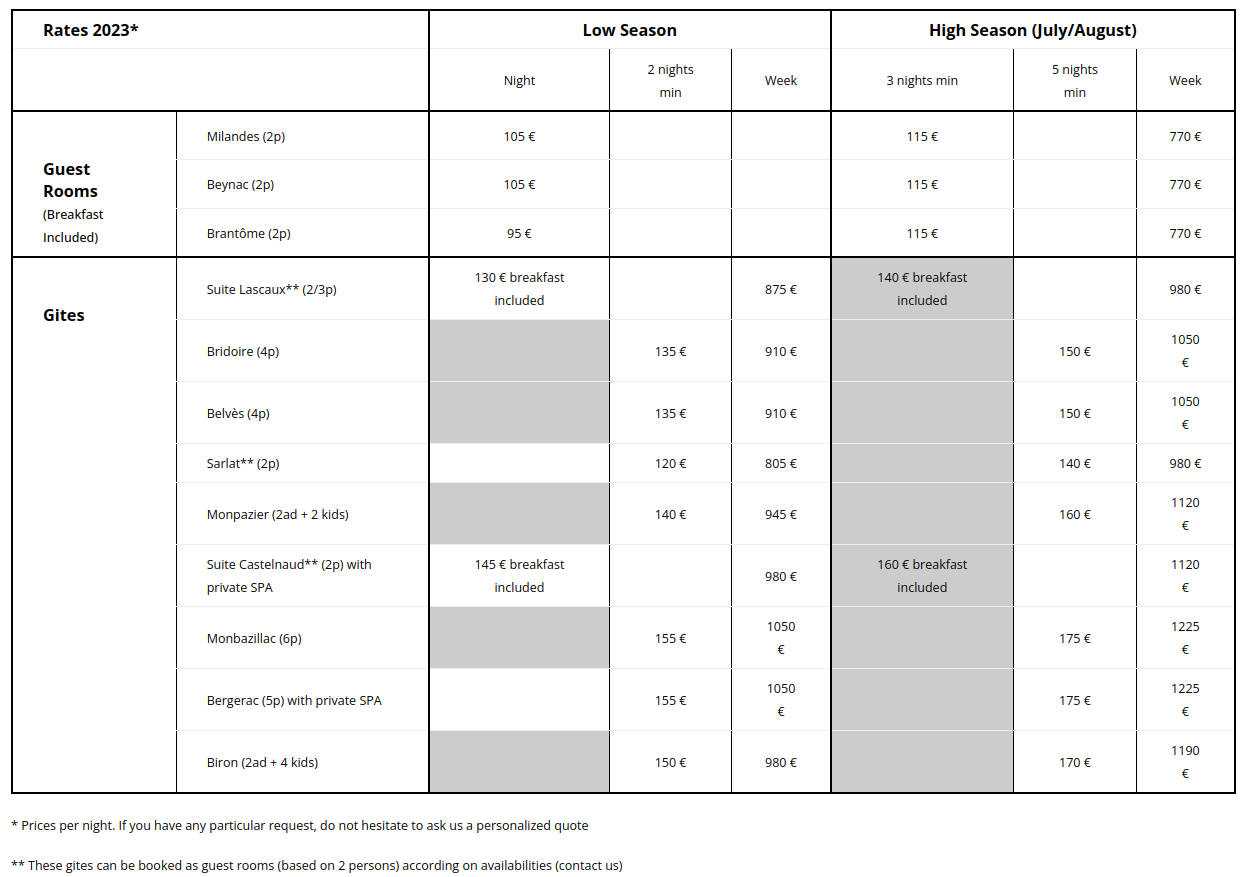 Rates 2023* Low Season High Season (July/August)
Night 2 nights min Week 3 nights min 5 nights min Week
Guest Rooms (Breakfast Included)
Milandes (2p) 105 € 115 € 770 €
Beynac (2p) 105 € 115 € 770 €
Brantôme (2p) 95 € 115 € 770 €
Gites
Suite Lascaux** (2/3p) 130 € breakfast included 875 € 140 € breakfast included 980 €
Bridoire (4p) 135 € 910 € 150 € 1050 €
Belvès (4p) 135 € 910 € 150 € 1050 €
Sarlat** (2p) 120 € 805 € 140 € 980 €
Monpazier (2ad + 2 kids) 140 € 945 € 160 € 1120 €
Suite Castelnaud** (2p) with private SPA 145 € breakfast included 980 € 160 € breakfast included 1120 €
Monbazillac (6p) 155 € 1050 € 175 € 1225 €
Bergerac (5p) with private SPA 155 € 1050 € 175 € 1225 €
Biron (2ad + 4 kids) 150 € 980 € 170 € 1190 €
* Prices per night. If you have any particular request, do not hesitate to ask us a personalized quote
** These gites can be booked as guest rooms (based on 2 persons) according on availabilities (contact us)